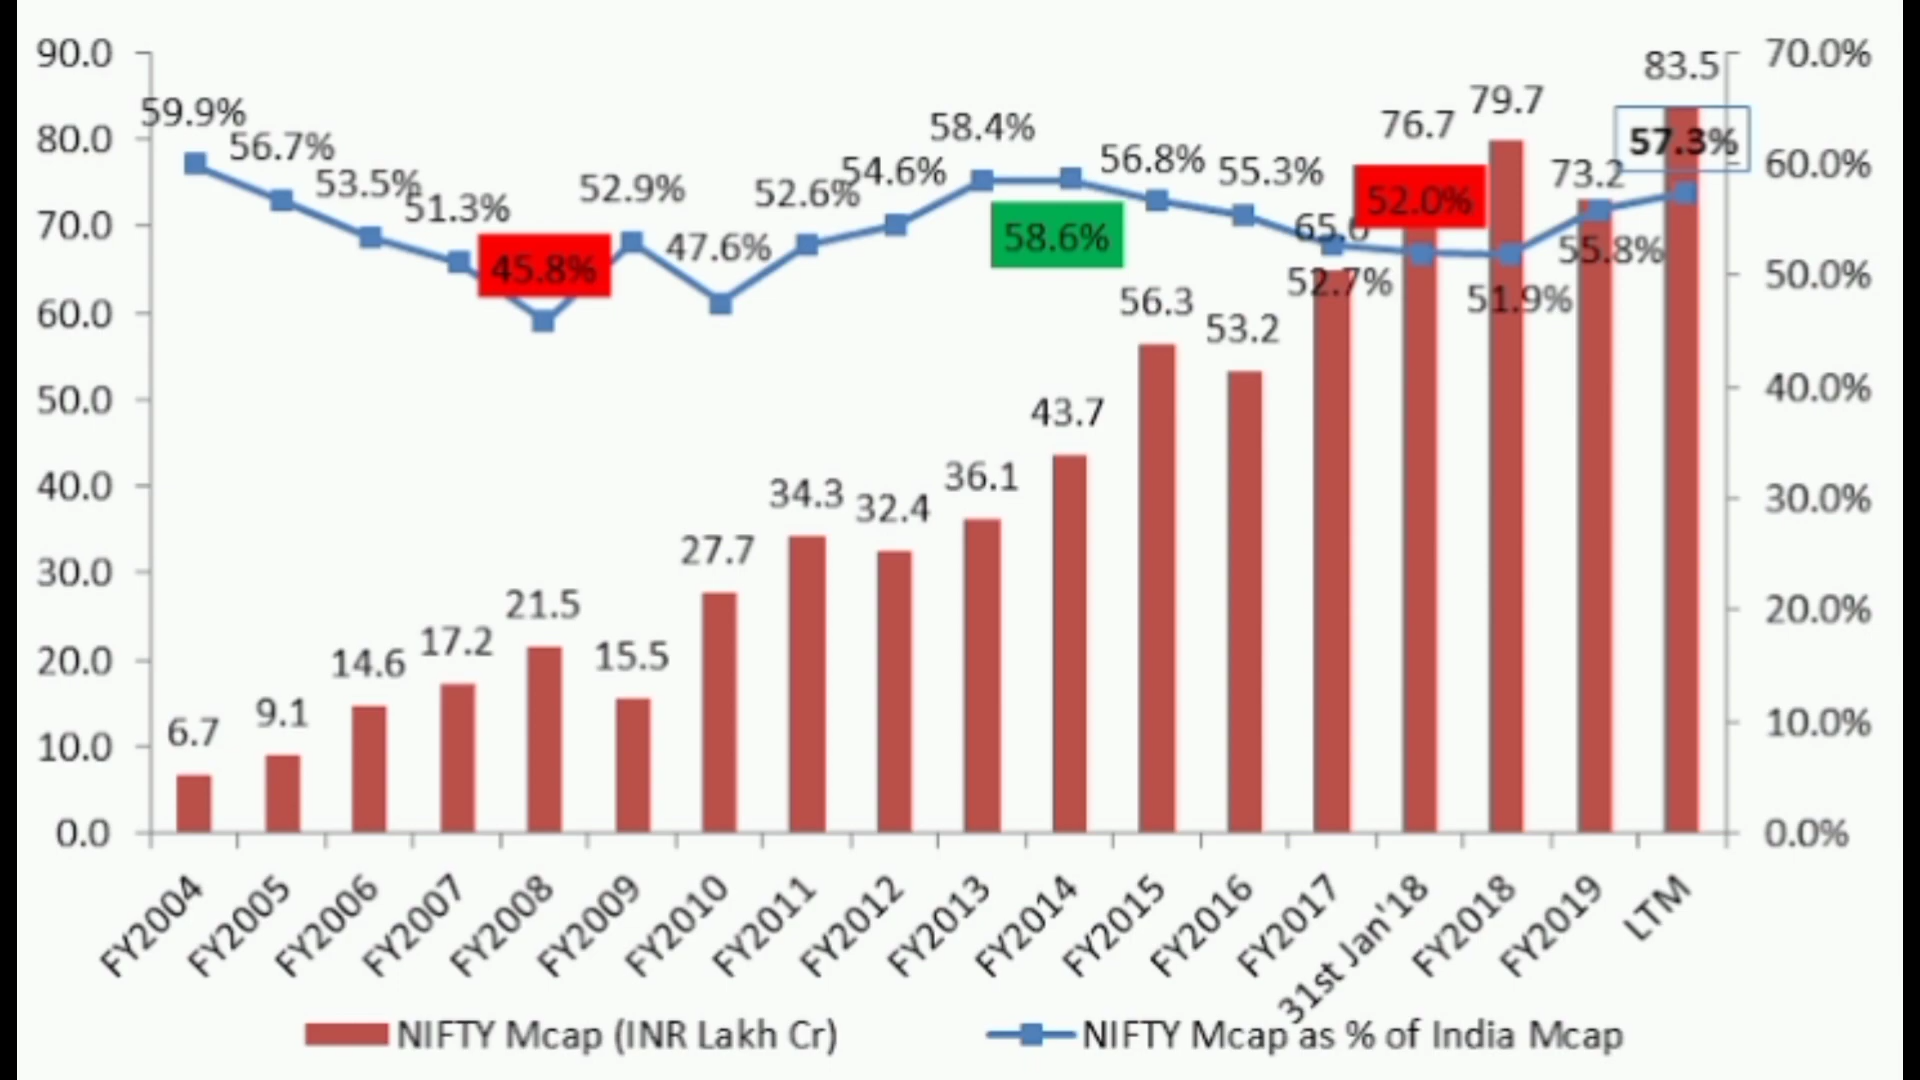 90.0
80.0
70.0
60.0
50.0
40.0
30.0
20.0
10.0
0.0
70.0%
60.0%
50.0%
40.0%
30.0%
20.0%
10.0%
0.0%
59.9%
56.7%
53.5%
51.3%
45.8%
52.9%
47.6%
52.6%
54.6%
58.4%
58.6%
56.8%
55.3%
52.7%
52.0%
51.9%
55.8%
57.3%
6.7
9.1
14.6
17.2
21.5
15.5
27.7
34.3
32.4
36.1
43.7
56.3
53.2
76.7
79.7
73.2
83.5
FY2004
FY2005
FY2006
FY2007
FY2008
FY2009
FY2010
FY2011
FY2012
FY2013
FY2014
FY2015
FY2016
FY2017
31st Jan'18
FY2018
FY2019
LTM
NIFTY Mcap (INR Lakh Cr)
NIFTY Mcap as % of India Mcap